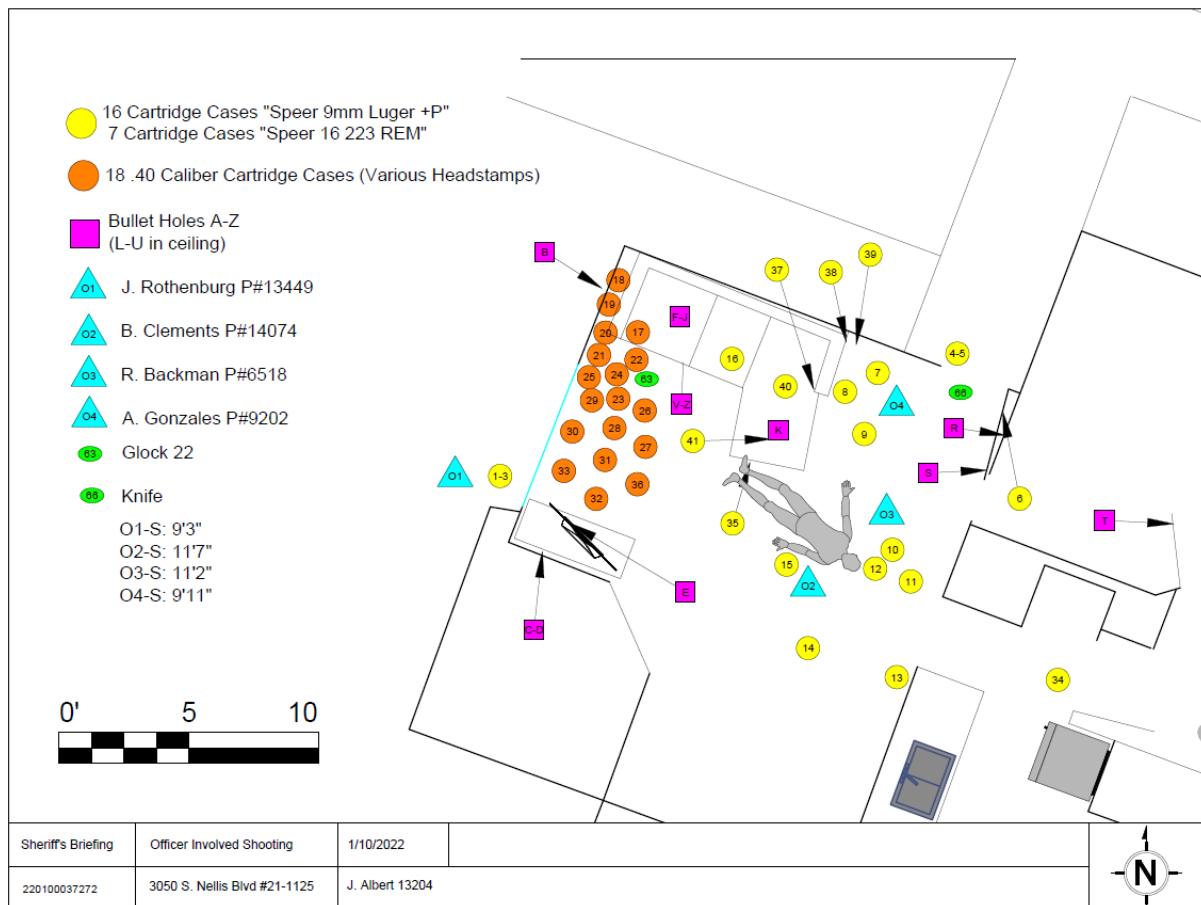 16 Cartridge Cases "Speer 9mm Luger +P"
7 Cartridge Cases "Speer 16 223 REM"
18 .40 Caliber Cartridge Cases (Various Headstamps)
Bullet Holes A-Z
(L-U in ceiling)
O1 J. Rothenburg P#13449
O2 B. Clements P#14074
O3 R. Backman P#6518
O4 A. Gonzales P#9202
63 Glock 22
66 Knife
O1-S: 9'3"
O2-S: 11'7"
O3-S: 11'2"
O4-S: 9'11"
0' 5 10
B
18
19
20
17
21
22
25
24
63
29
23
26
30
28
27
33
31
36
32
O1
1-3
F-J
V-Z
16
37
38
39
40
41
K
8
7
O4
4-5
66
9
R
S
6
T
35
O3
15
O2
10
12
11
14
13
34
E
C-D
Sheriff's Briefing
Officer Involved Shooting
1/10/2022
220100037272
3050 S. Nellis Blvd #21-1125
J. Albert 13204
N